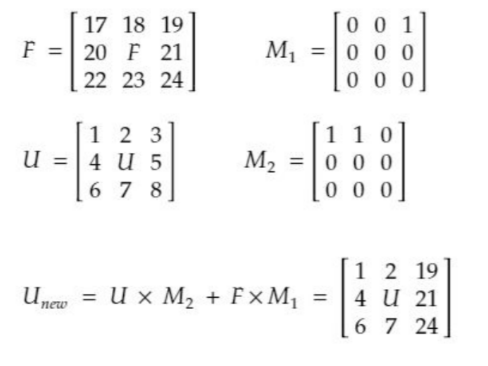 F = [17 18 19
20 F 21
22 23 24]
M₁ = [0 0 1
0 0 0
0 0 0]
U = [1 2 3
4 U 5
6 7 8]
M₂ = [1 1 0
0 0 0
0 0 0]
Uₙₑw = U × M₂ + F×M₁ = [1 2 19
4 U 21
6 7 24]